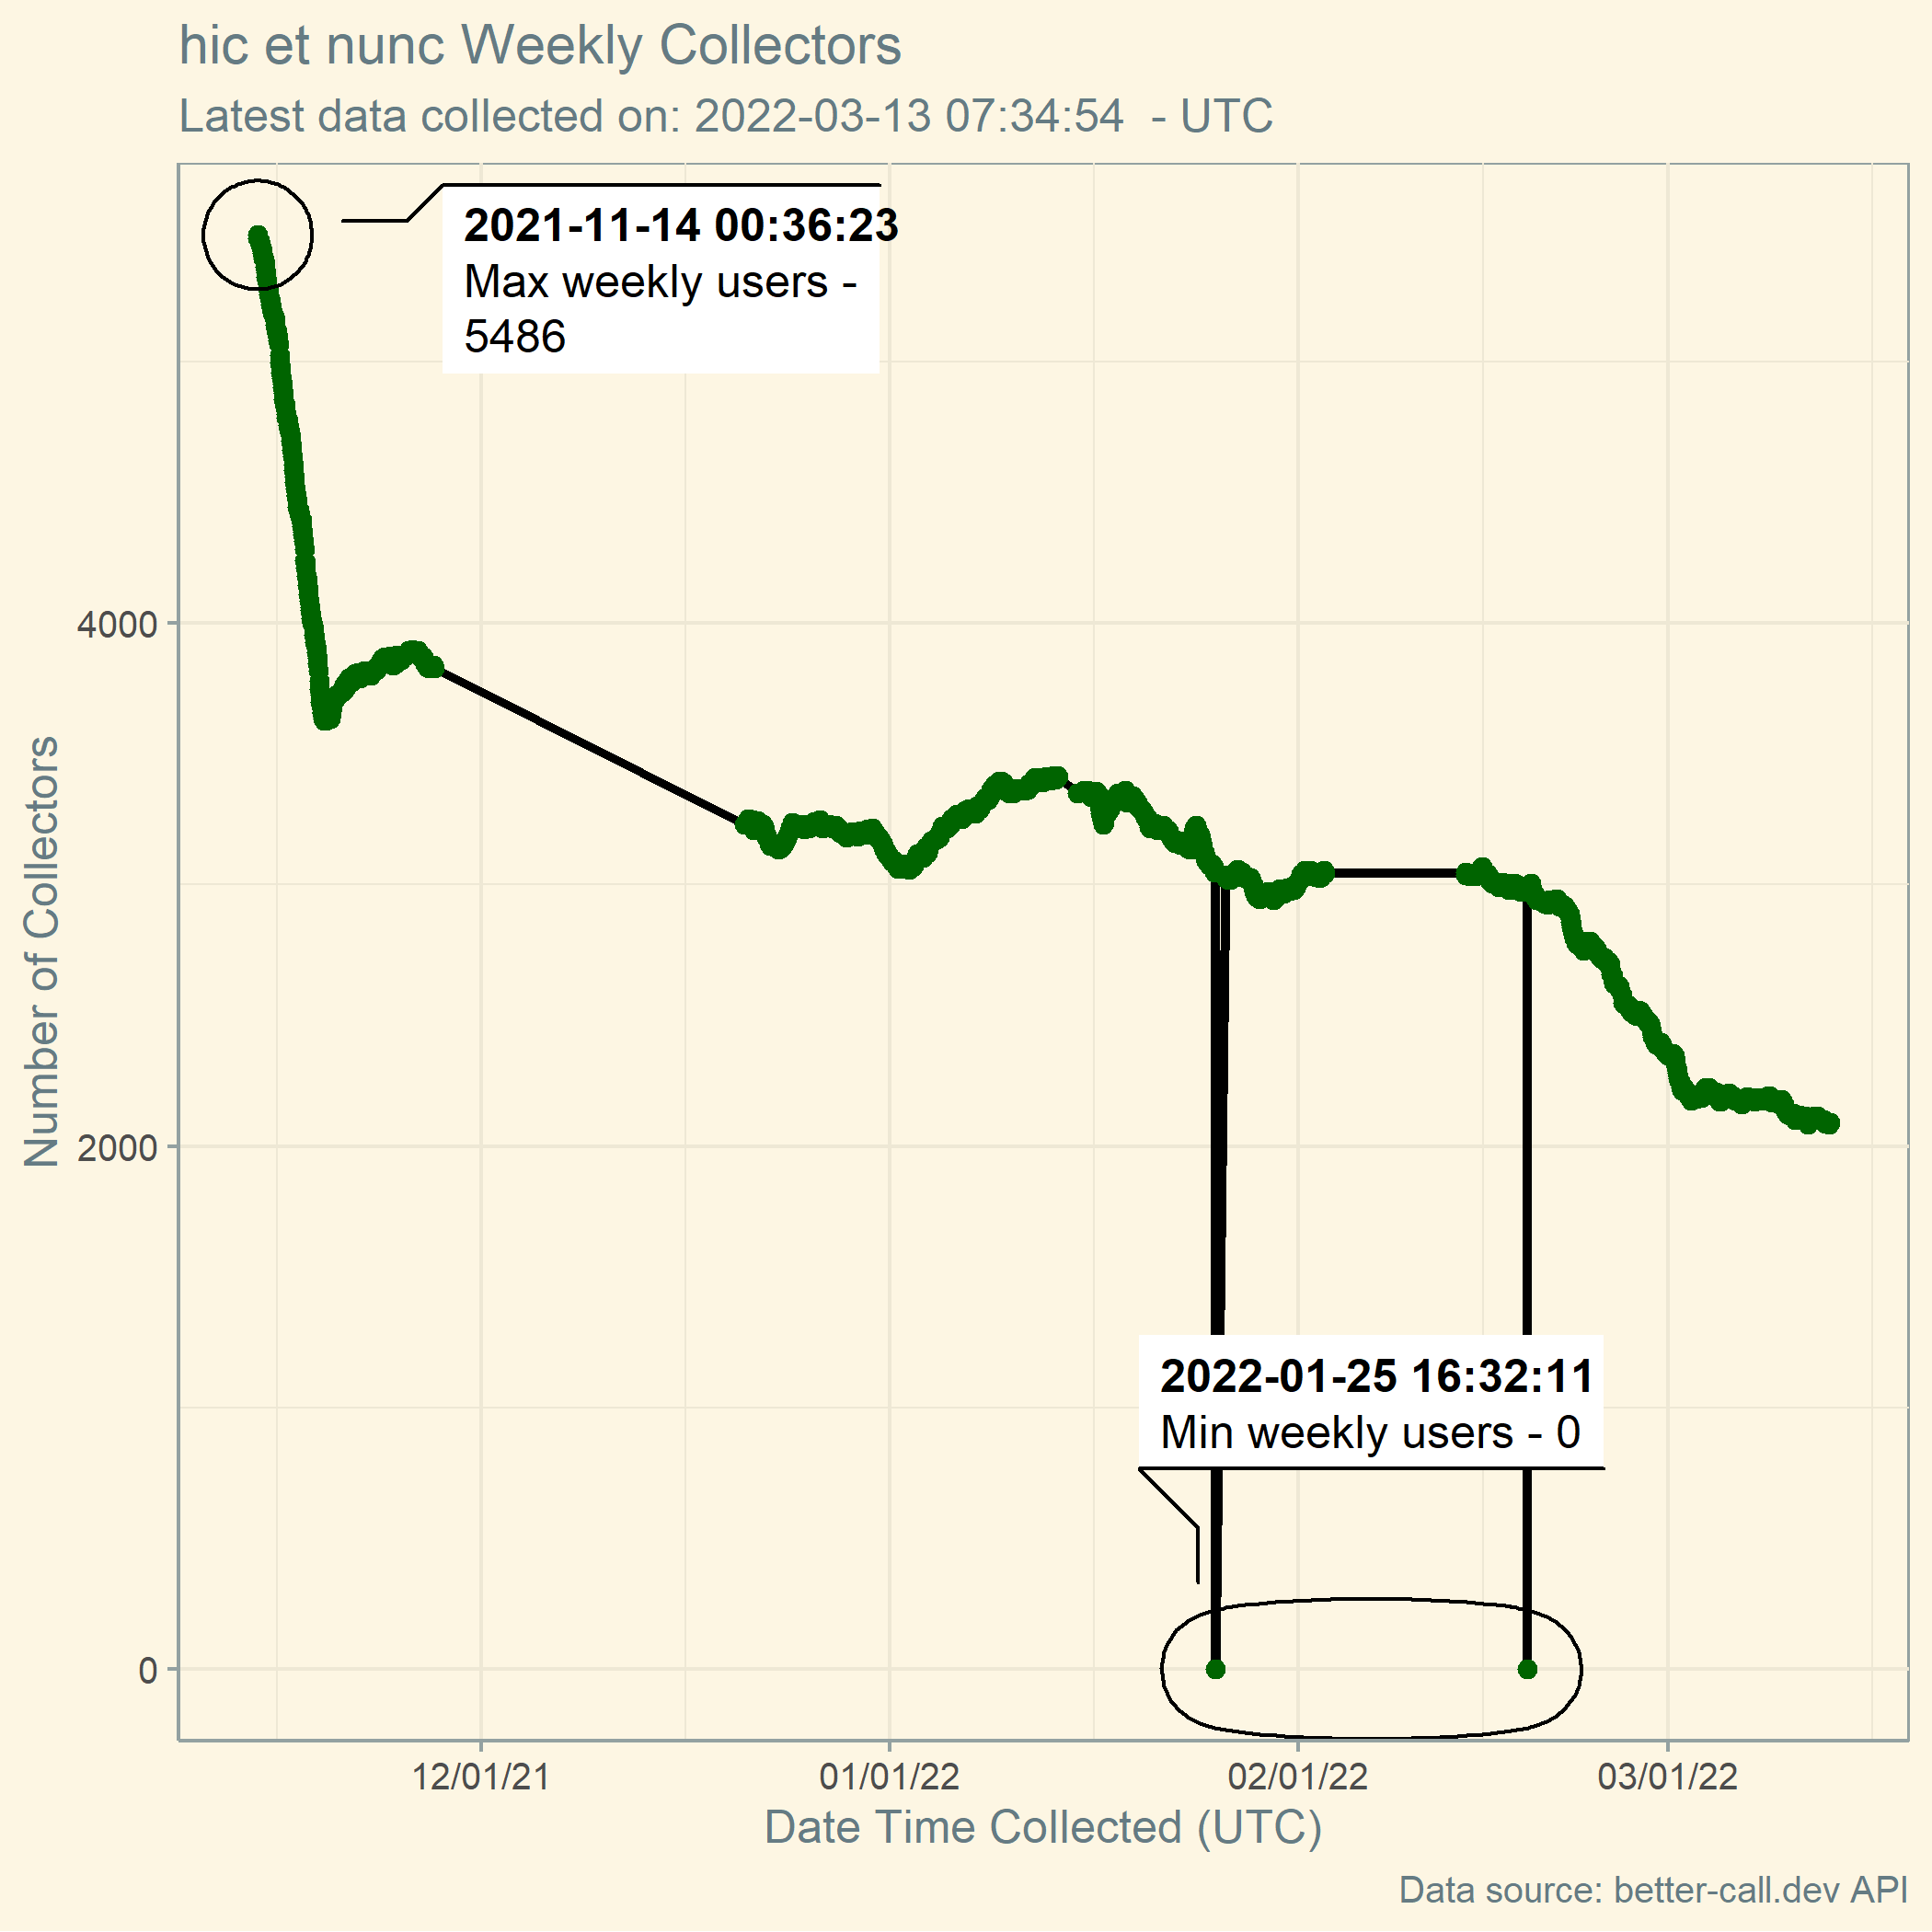 hic et nunc Weekly Collectors
Latest data collected on: 2022-03-13 07:34:54  - UTC
2021-11-14 00:36:23
Max weekly users -
5486
4000
2000
0
Number of Collectors
2022-01-25 16:32:11
Min weekly users - 0
12/01/21
01/01/22
02/01/22
03/01/22
Date Time Collected (UTC)
Data source: better-call.dev API